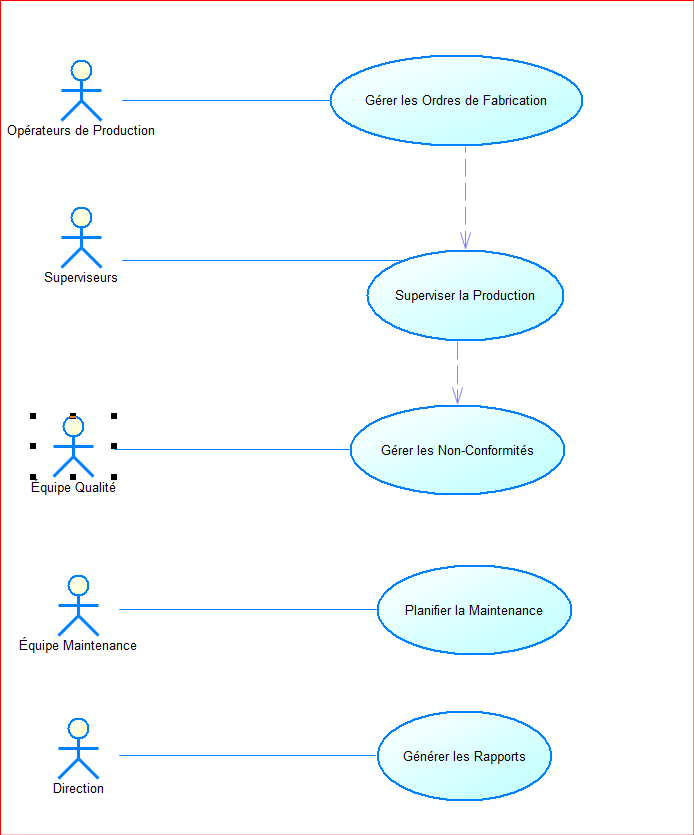 Gérer les Ordres de Fabrication
Opérateurs de Production
Superviseurs
Superviser la Production
Gérer les Non-Conformités
Équipe Qualité
Planifier la Maintenance
Équipe Maintenance
Générer les Rapports
Direction